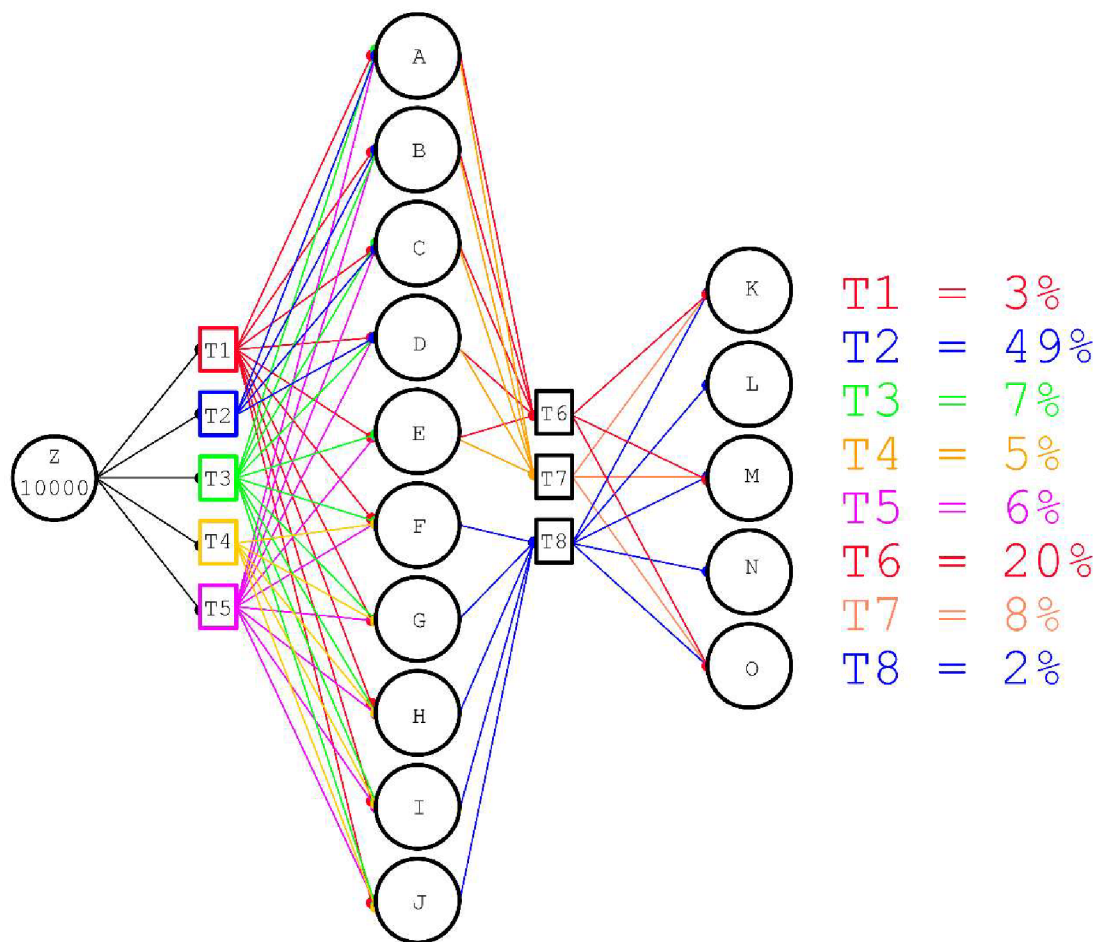 Z
10000
T1
T2
T3
T4
T5
A
B
C
D
E
F
G
H
I
J
T6
T7
T8
K
L
M
N
O
T1 = 3%
T2 = 49%
T3 = 7%
T4 = 5%
T5 = 6%
T6 = 20%
T7 = 8%
T8 = 2%